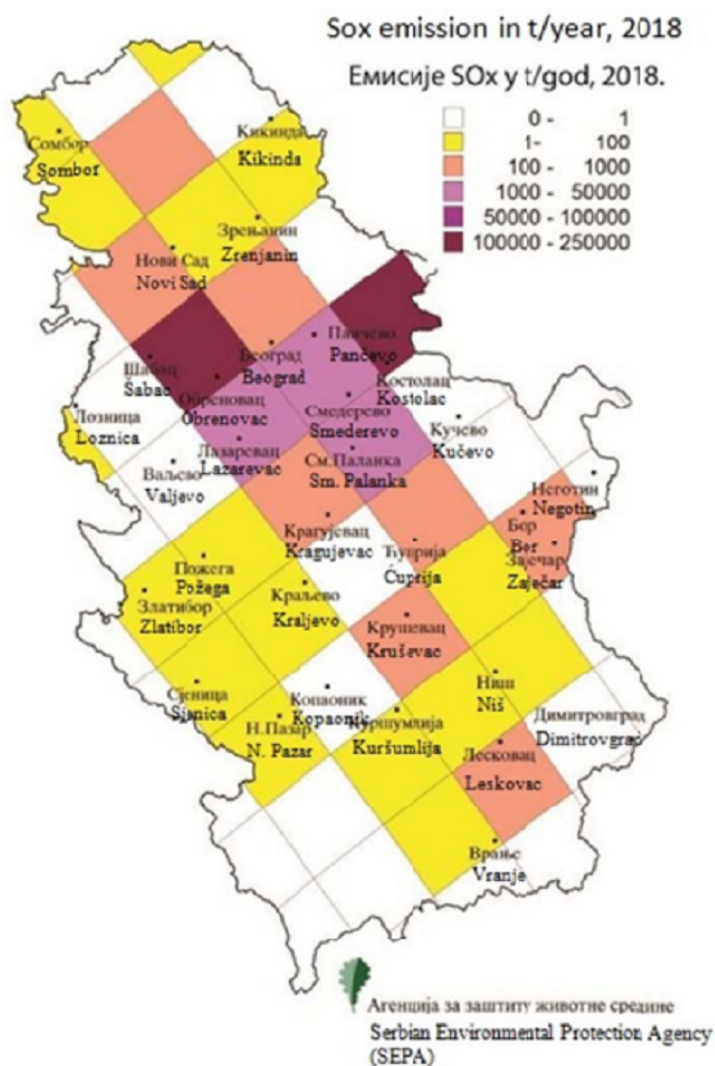 Sox emission in t/year, 2018
Емисије SOx у t/god, 2018.
0 - 1
1- 100
100 - 1000
1000 - 50000
50000 - 100000
100000 - 250000
Сомбор
Sombor
Кикинда
Kikinda
Зрењанин
Zrenjanin
Нови Сад
Novi Sad
Панчево
Pančevo
Београд
Beograd
Шабац
Šabac
Обреновац
Obrenovac
Костолац
Kostolac
Смедерево
Smederevo
Лозница
Loznica
Кучево
Kučevo
Лазаревац
Lazarevac
Ваљево
Valjevo
См.Паланка
Sm. Palanka
Неготин
Negotin
Бор
Bor
Крагујевац
Kragujevac
Ћуприја
Ćuprija
Зајечар
Zaječar
Пожега
Požega
Златибор
Zlatibor
Краљево
Kraljevo
Крушевац
Kruševac
Сјеница
Sjenica
Копаоник
Kopaonik
Ниш
Niš
Н.Пазар
N. Pazar
Куршумлија
Kuršumlija
Димитровград
Dimitrovgrad
Лесковац
Leskovac
Врање
Vranje
Агенција за заштиту животне средине
Serbian Environmental Protection Agency
(SEPA)